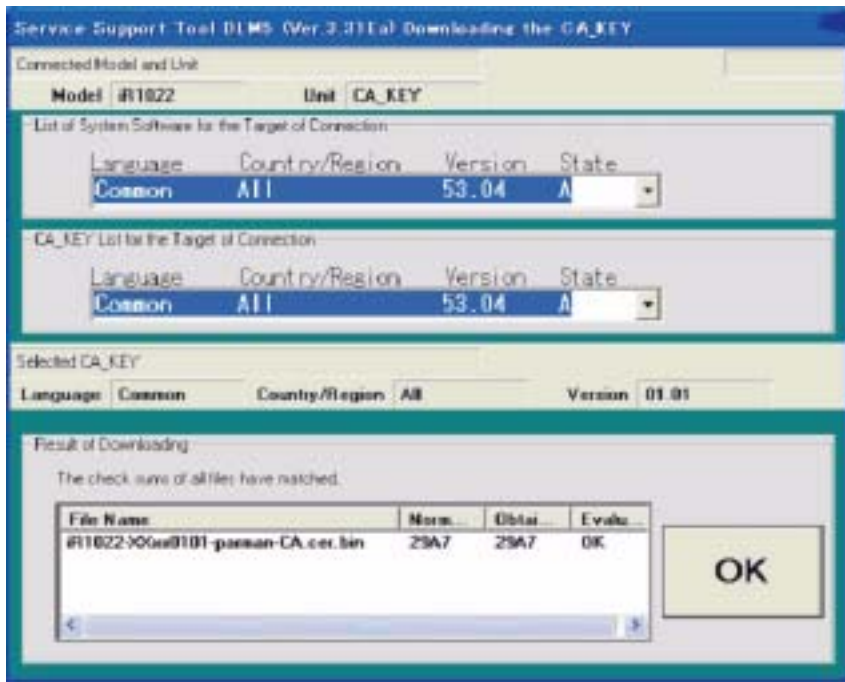 Service Support Tool DLM5 (Ver.3.31Ea) Downloading the CA_KEY
Connected Model and Unit
Model iR1022 Unit CA_KEY
List of System Software for the Target of Connection
Language Country/Region Version State
Common All 53.04 A
CA_KEY List for the Target of Connection
Language Country/Region Version State
Common All 53.04 A
Selected CA_KEY
Language Common Country/Region All Version 01.01
Result of Downloading
The check sums of all files have matched.
File Name Norm... Obtai... Evalu...
29A7 29A7 OK
OK